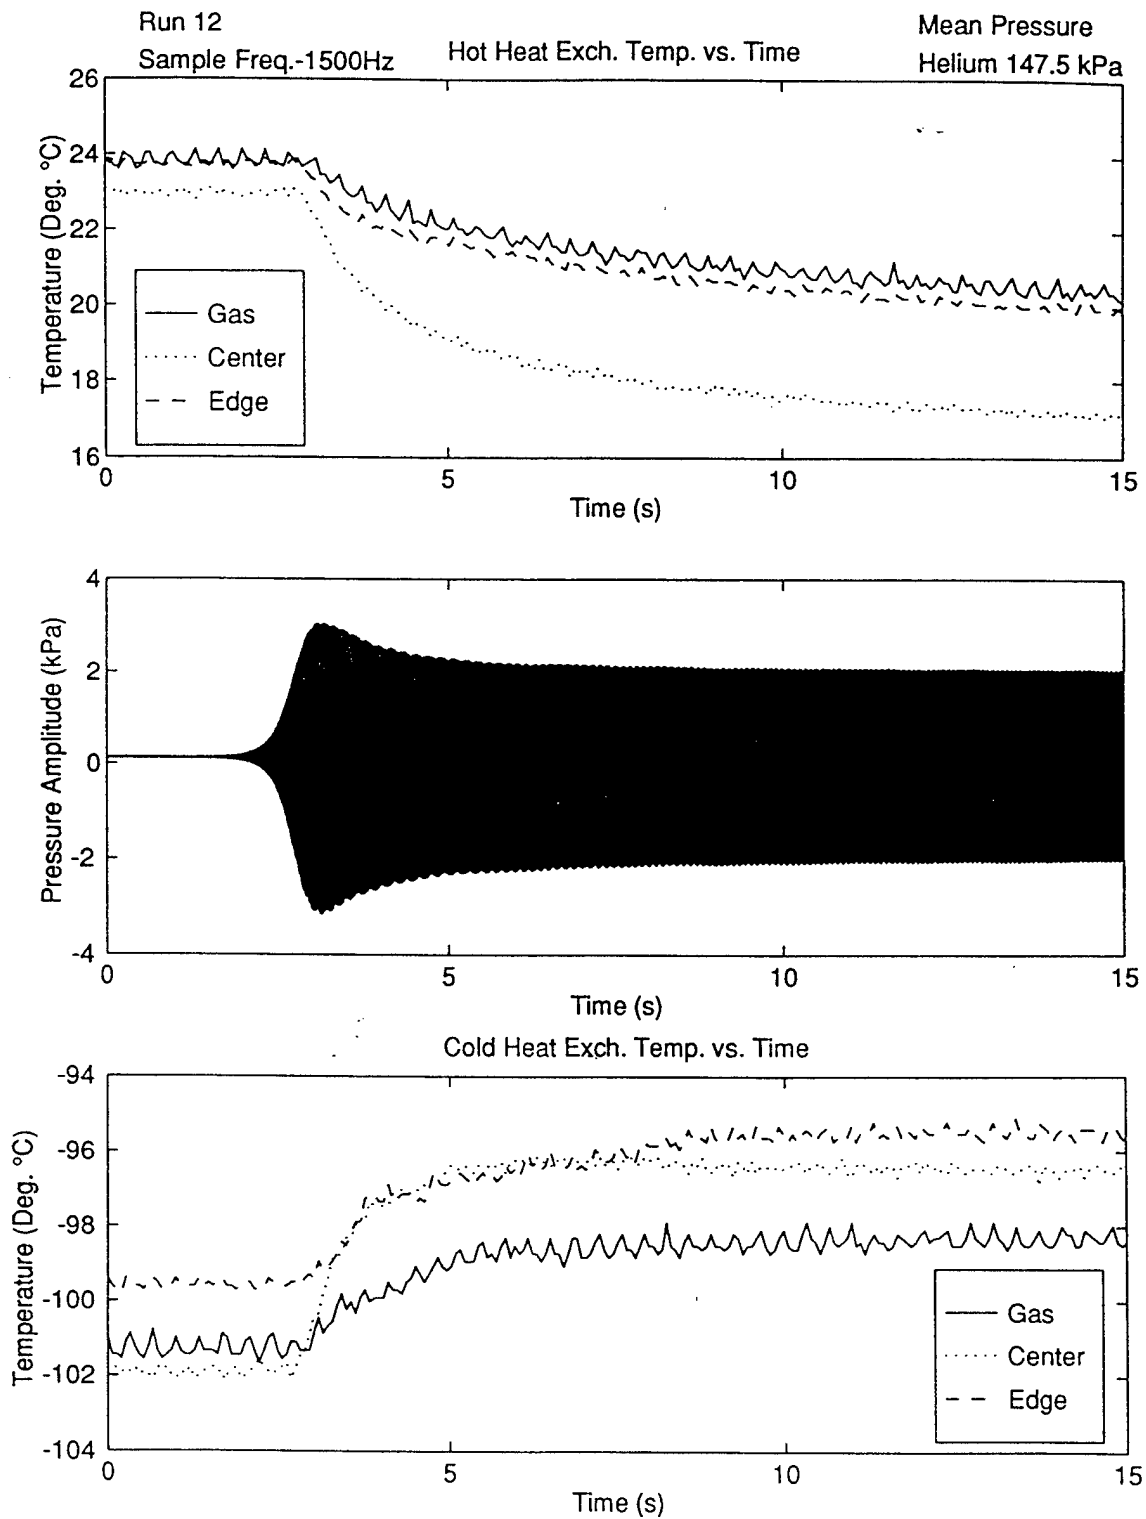 Run 12
Sample Freq.-1500Hz
Hot Heat Exch. Temp. vs. Time
Mean Pressure
Helium 147.5 kPa
26
24
22
20
18
16
Temperature (Deg. °C)
Gas
Center
Edge
0
5
10
15
Time (s)
4
2
0
-2
-4
Pressure Amplitude (kPa)
0
5
10
15
Time (s)
Cold Heat Exch. Temp. vs. Time
-94
-96
-98
-100
-102
-104
Temperature (Deg. °C)
Gas
Center
Edge
0
5
10
15
Time (s)